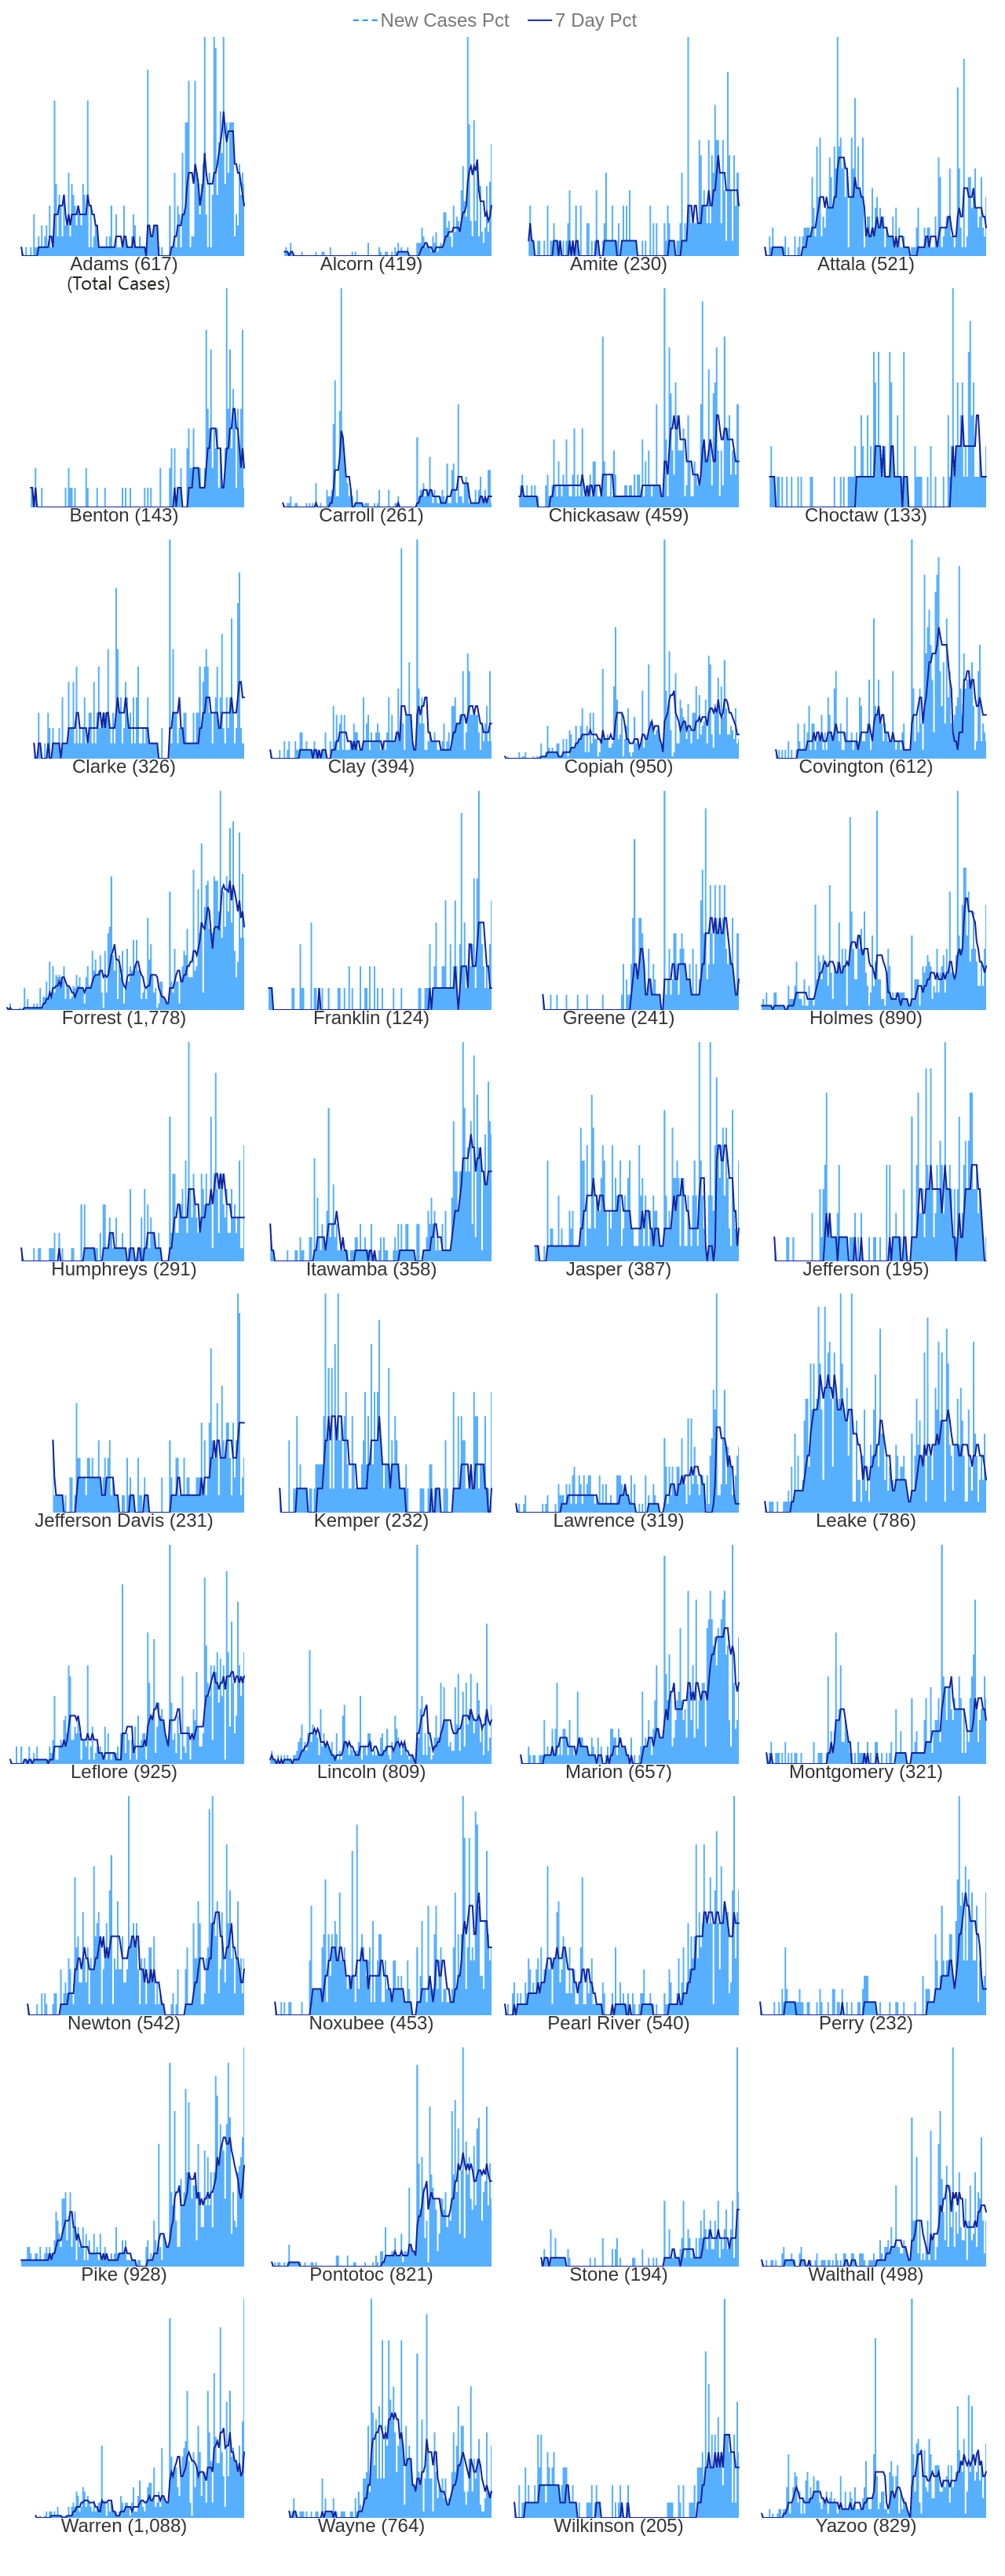 New Cases Pct 7 Day Pct
Adams (617) Alcorn (419) Amite (230) Attala (521)
(Total Cases)
Benton (143) Carroll (261) Chickasaw (459) Choctaw (133)
Clarke (326) Clay (394) Copiah (950) Covington (612)
Forrest (1,778) Franklin (124) Greene (241) Holmes (890)
Humphreys (291) Itawamba (358) Jasper (387) Jefferson (195)
Jefferson Davis (231) Kemper (232) Lawrence (319) Leake (786)
Leflore (925) Lincoln (809) Marion (657) Montgomery (321)
Newton (542) Noxubee (453) Pearl River (540) Perry (232)
Pike (928) Pontotoc (821) Stone (194) Walthall (498)
Warren (1,088) Wayne (764) Wilkinson (205) Yazoo (829)